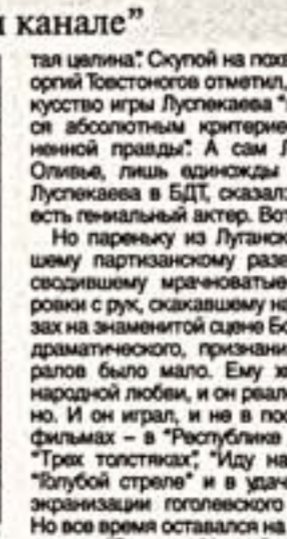 канале”
тая целина". Скупой на похв
оргий Товстоногов отметил,
кусство игры Луспекаева "
ся абсолютным критерие
ненной правды". А сам Л
Оливье, лишь единожды
Луспекаева в БДТ, сказал:
есть гениальный актер. Вот
Но пареньку из Луганск
шему партизанскому разв
сводившему мрачноватые
ровки с рук, скакавшему на
зах на знаменитой сцене Бо
драматического, признани
ралов было мало. Ему х
народной любви, и он рвалс
но. И он играл, и не в пос
фильмах – в "Республике
"Трех толстяках", "Иду на
"Голубой стреле" и в удач
экранизации гоголевского
Но все время оставался на